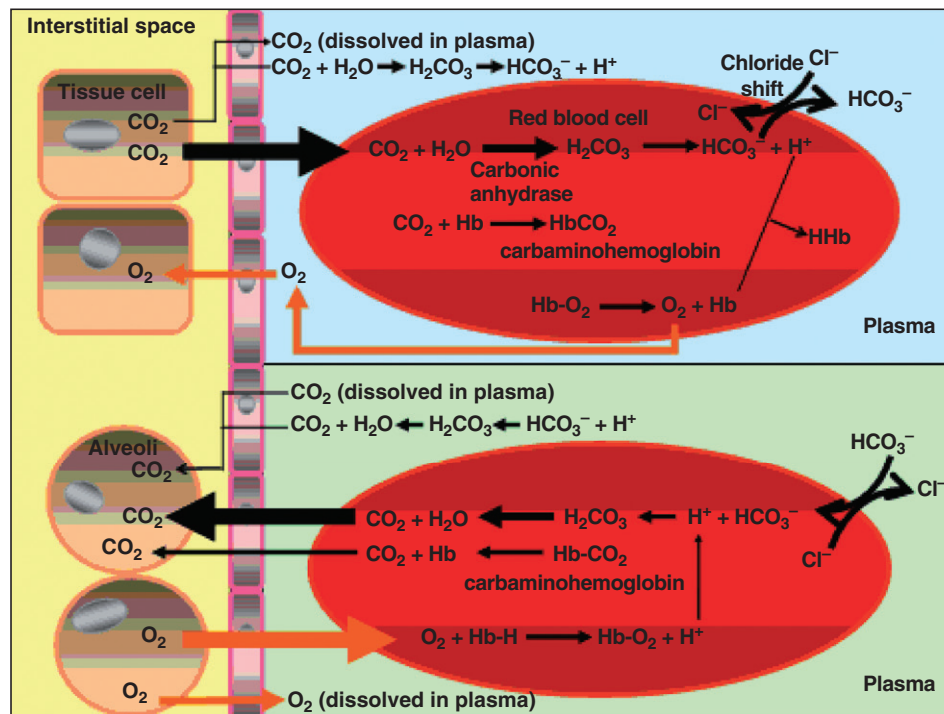 Interstitial space
CO₂ (dissolved in plasma)
CO₂ + H₂O → H₂CO₃ → HCO₃⁻ + H⁺
Chloride shift
Cl⁻
Cl⁻
HCO₃⁻
Tissue cell
CO₂
CO₂
Red blood cell
CO₂ + H₂O → H₂CO₃ → HCO₃⁻ + H⁺
Carbonic
anhydrase
CO₂ + Hb → HbCO₂
carbaminohemoglobin
HHb
O₂
O₂
Hb-O₂ → O₂ + Hb
Plasma
CO₂ (dissolved in plasma)
CO₂ + H₂O ← H₂CO₃ ← HCO₃⁻ + H⁺
Alveoli
CO₂
HCO₃⁻
Cl⁻
CO₂
CO₂ + H₂O ← H₂CO₃ ← H⁺ + HCO₃⁻
Cl⁻
CO₂
CO₂ + Hb ← Hb-CO₂
carbaminohemoglobin
O₂
O₂ + Hb-H → Hb-O₂ + H⁺
O₂
O₂ (dissolved in plasma)
Plasma